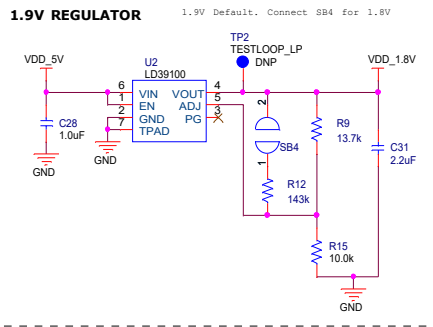 1.9V REGULATOR
1.9V Default. Connect SB4 for 1.8V
TP2
TESTLOOP_LP
DNP
VDD_5V
U2
LD39100
VDD_1.8V
6 VIN VOUT 4
1 EN ADJ 5
2 GND PG 3
7 TPAD
C28
1.0uF
GND
GND
2
SB4
1
R9
13.7k
C31
2.2uF
R12
143k
R15
10.0k
GND